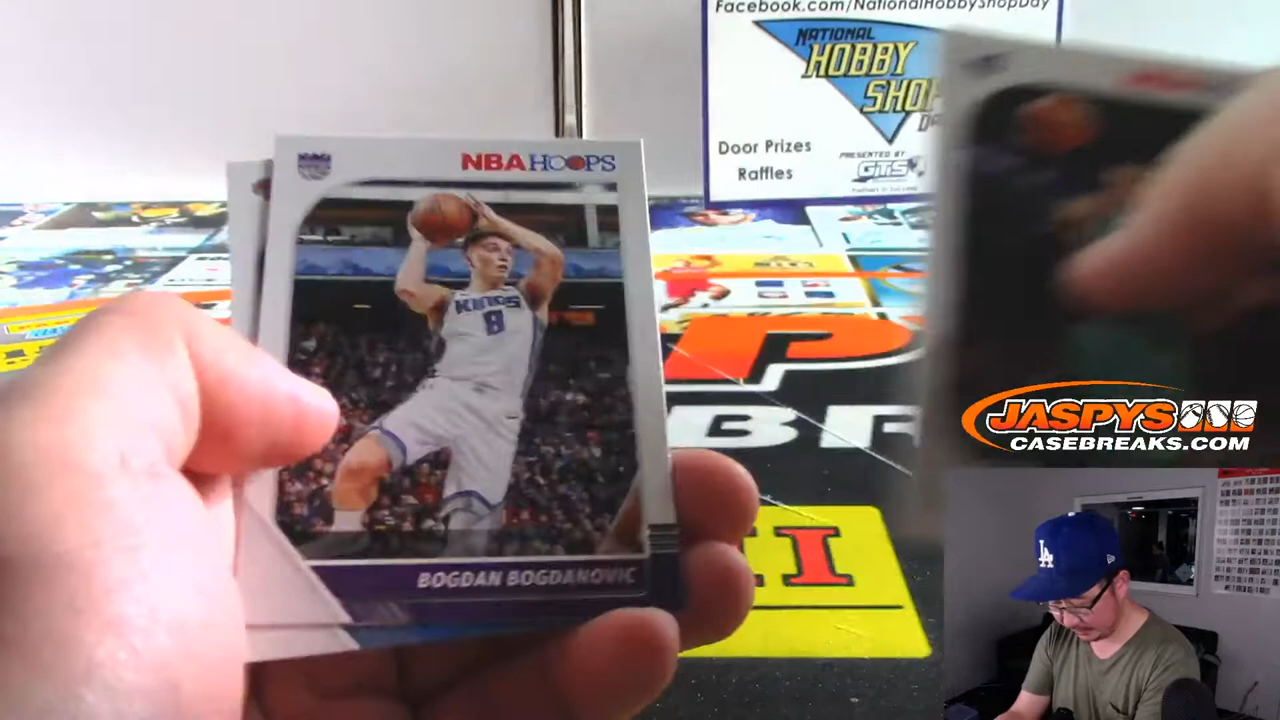 Facebook.com/NationalHobbyShopDay
NATIONAL
HOBBY
SHOP
Door Prizes
Raffles
PRESENTED BY
GTS
NBA HOOPS
KINGS
8
BOGDAN BOGDANOVIC
P
BR
I
JASPYS
CASEBREAKS.COM
LA